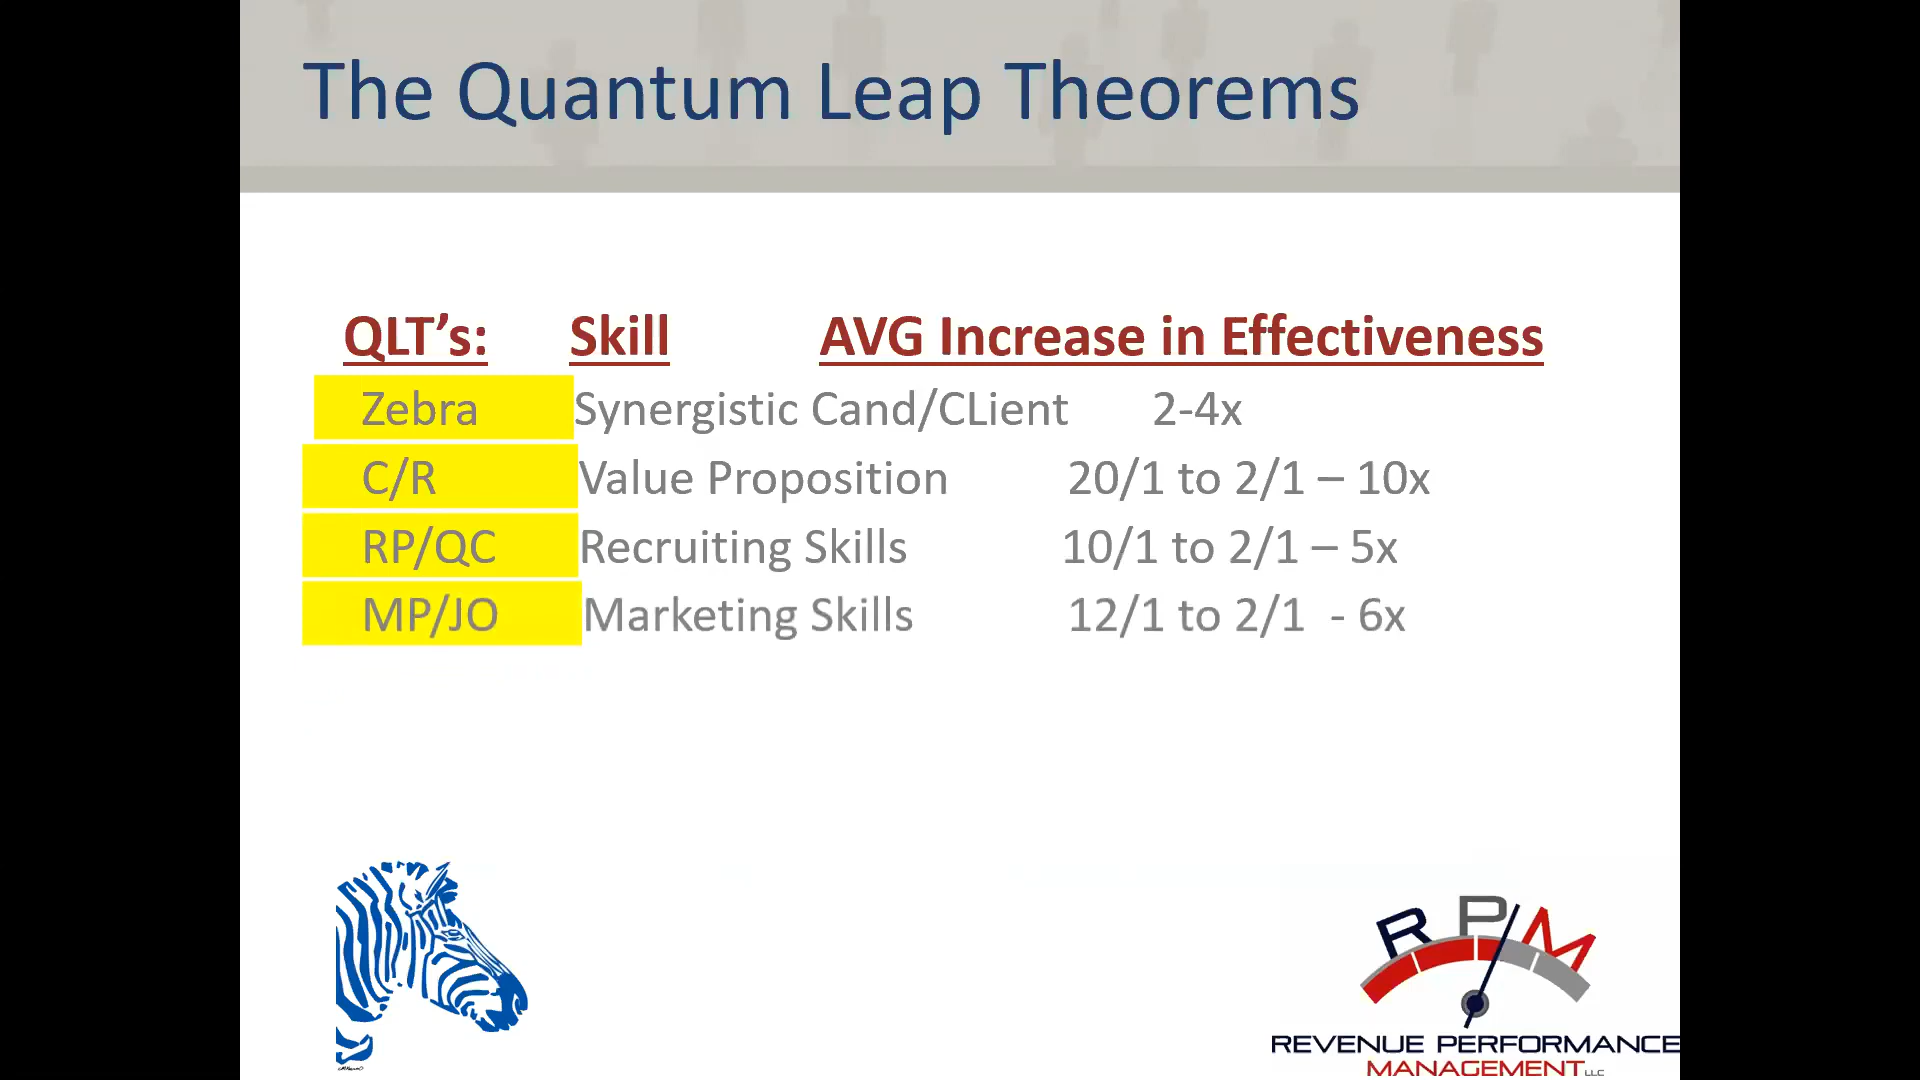 The Quantum Leap Theorems
QLT’s: Skill AVG Increase in Effectiveness
Zebra Synergistic Cand/CLient 2-4x
C/R Value Proposition 20/1 to 2/1 – 10x
RP/QC Recruiting Skills 10/1 to 2/1 – 5x
MP/JO Marketing Skills 12/1 to 2/1 - 6x
RPM
REVENUE PERFORMANCE
MANAGEMENT LLC